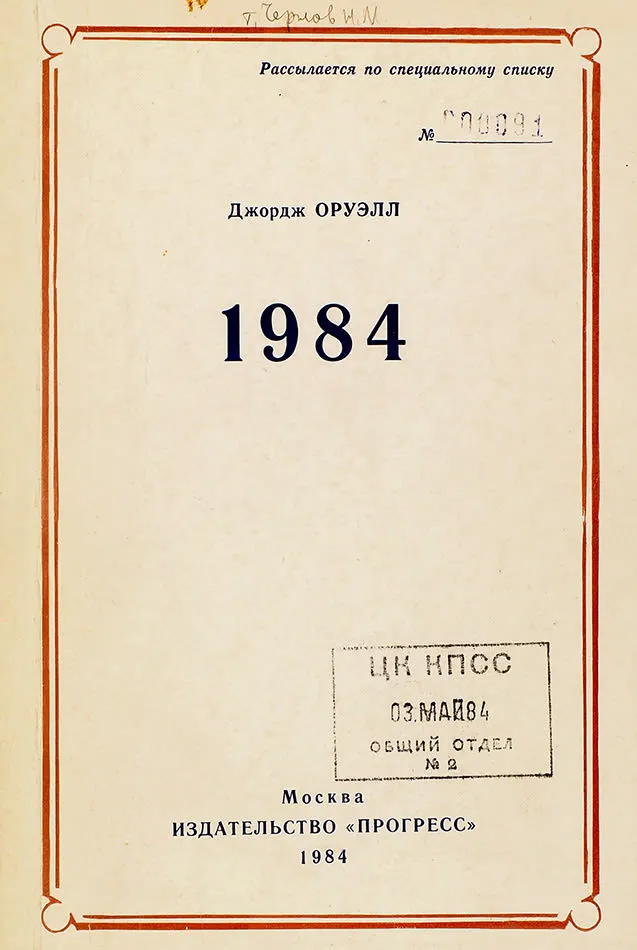 т. Чернов Н.М.
Рассылается по специальному списку
№ 000091
Джордж ОРУЭЛЛ
1984
ЦК КПСС
03.МАЙ84
ОБЩИЙ ОТДЕЛ
№ 2
Москва
ИЗДАТЕЛЬСТВО «ПРОГРЕСС»
1984